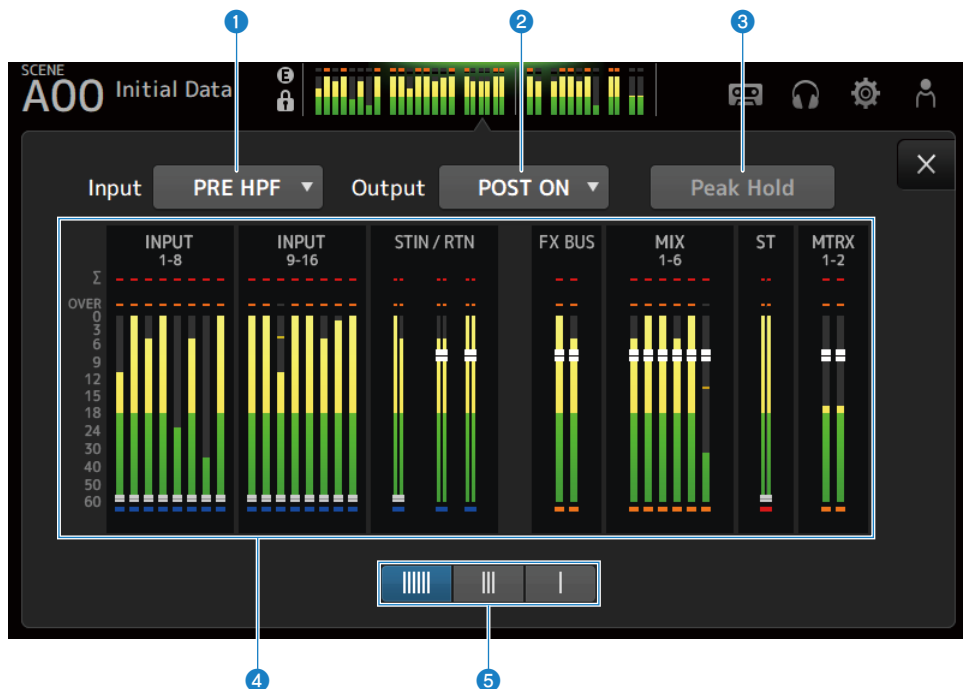 1 2 3
SCENE
A00 Initial Data E
Input PRE HPF Output POST ON Peak Hold
INPUT INPUT STIN / RTN FX BUS MIX ST MTRX
1-8 9-16 1-6 1-2
Σ
OVER
0
3
6
9
12
15
18
24
30
40
50
60
4 5